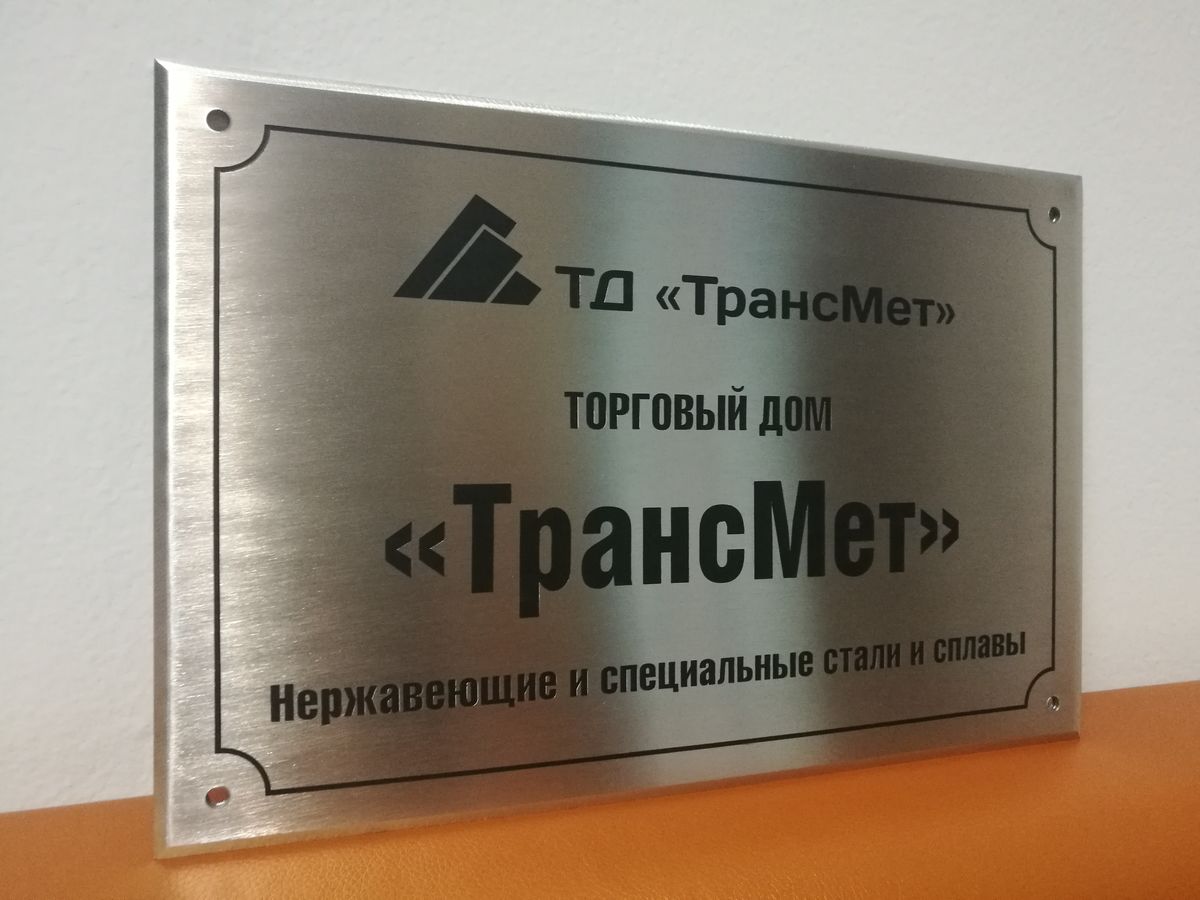 ТД «ТрансМет»
ТОРГОВЫЙ ДОМ
«ТрансМет»
Нержавеющие и специальные стали и сплавы